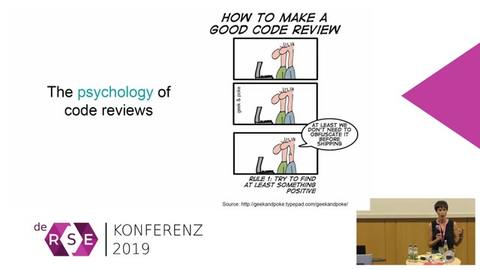 HOW TO MAKE A
GOOD CODE REVIEW
The psychology of
code reviews
geek & poke
AT LEAST WE
DON'T NEED TO
OBFUSCATE IT
BEFORE
SHIPPING
RULE 1: TRY TO FIND
AT LEAST SOMETHING
POSITIVE
Source: http://geekandpoke.typepad.com/geekandpoke/
de
RSE
KONFERENZ
2019